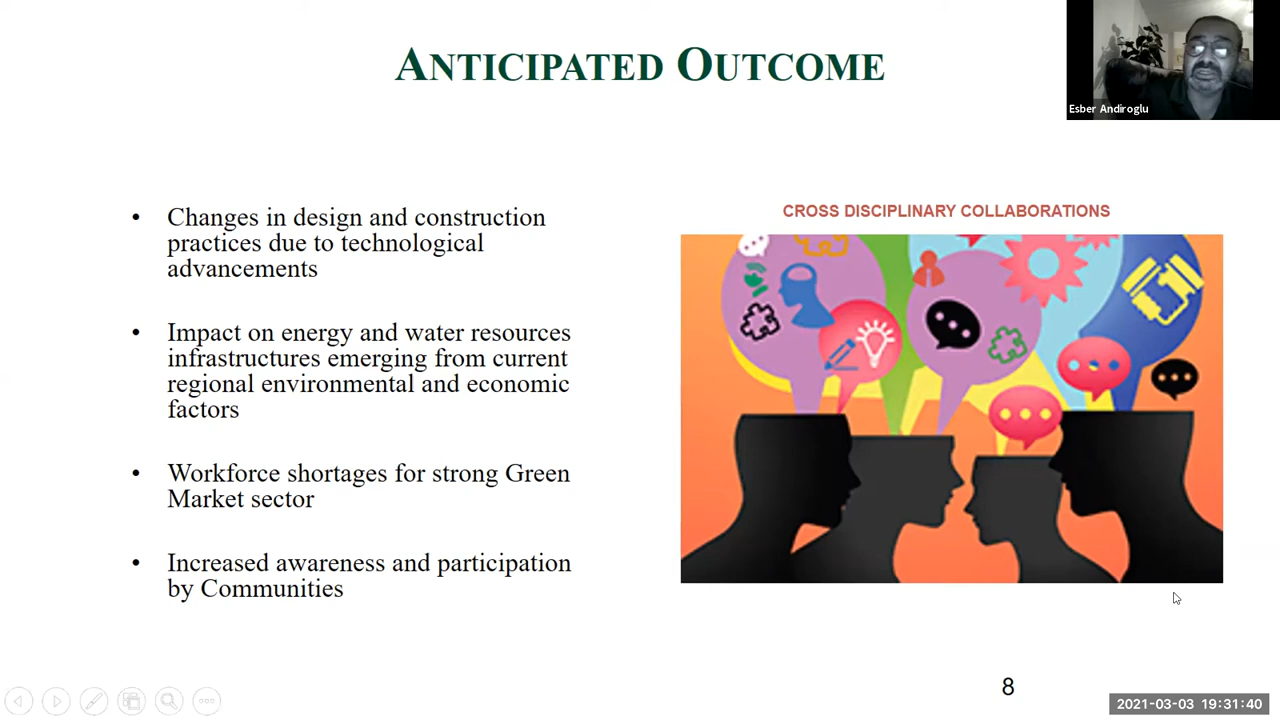 ANTICIPATED OUTCOME
Esber Andiroglu
• Changes in design and construction
practices due to technological
advancements
• Impact on energy and water resources
infrastructures emerging from current
regional environmental and economic
factors
• Workforce shortages for strong Green
Market sector
• Increased awareness and participation
by Communities
CROSS DISCIPLINARY COLLABORATIONS
8
2021-03-03 19:31:40